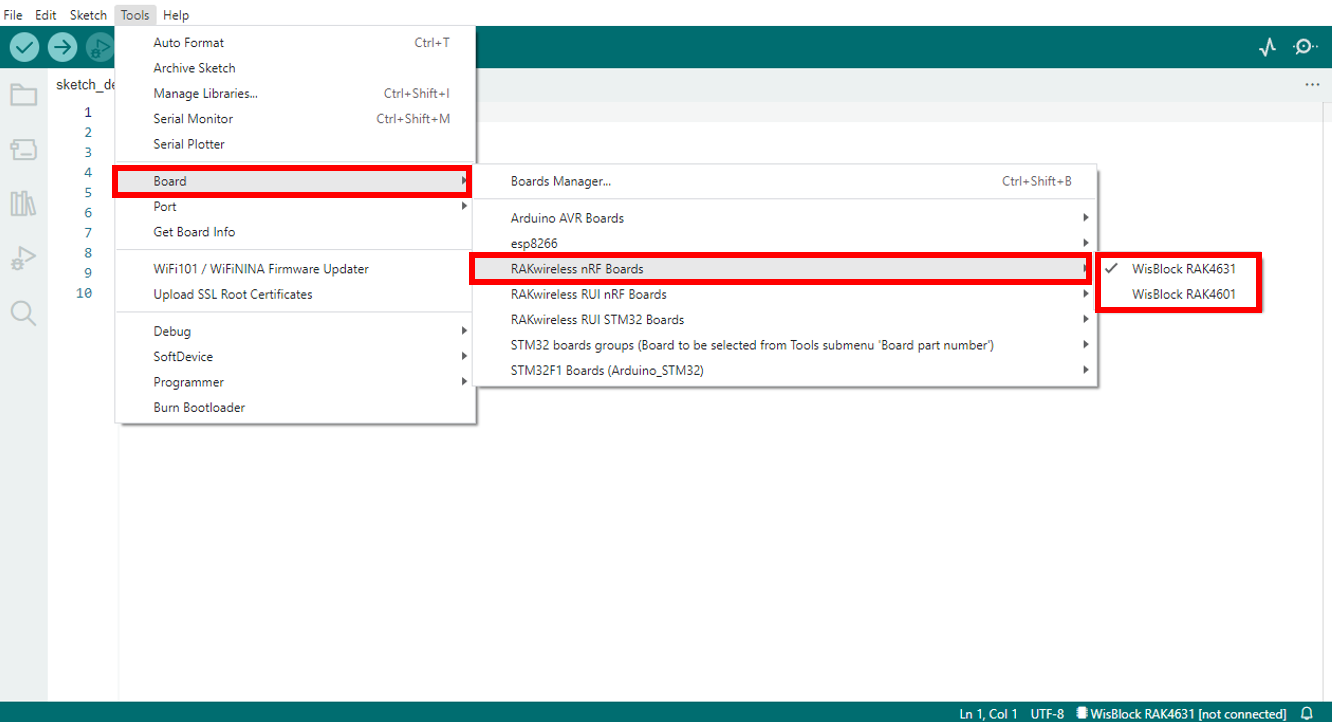 File Edit Sketch Tools Help
Auto Format Ctrl+T
Archive Sketch
Manage Libraries... Ctrl+Shift+I
Serial Monitor Ctrl+Shift+M
Serial Plotter
Board
Port
Get Board Info
WiFi101 / WiFiNINA Firmware Updater
Upload SSL Root Certificates
Debug
SoftDevice
Programmer
Burn Bootloader
sketch_de
1
2
3
4
5
6
7
8
9
10
Boards Manager... Ctrl+Shift+B
Arduino AVR Boards
esp8266
RAKwireless nRF Boards
RAKwireless RUI nRF Boards
RAKwireless RUI STM32 Boards
STM32 boards groups (Board to be selected from Tools submenu 'Board part number')
STM32F1 Boards (Arduino_STM32)
WisBlock RAK4631
WisBlock RAK4601
Ln 1, Col 1 UTF-8 WisBlock RAK4631 [not connected]